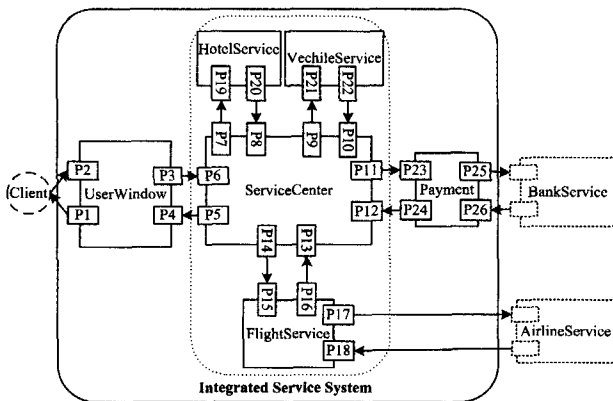 HotelService
VechileService
P19
P20
P21
P22
P7
P8
P9
P10
P2
P3
P6
P11
P23
P25
Client
UserWindow
ServiceCenter
Payment
BankService
P1
P4
P5
P12
P24
P26
P14
P13
P15
P16
P17
FlightService
AirlineService
P18
Integrated Service System